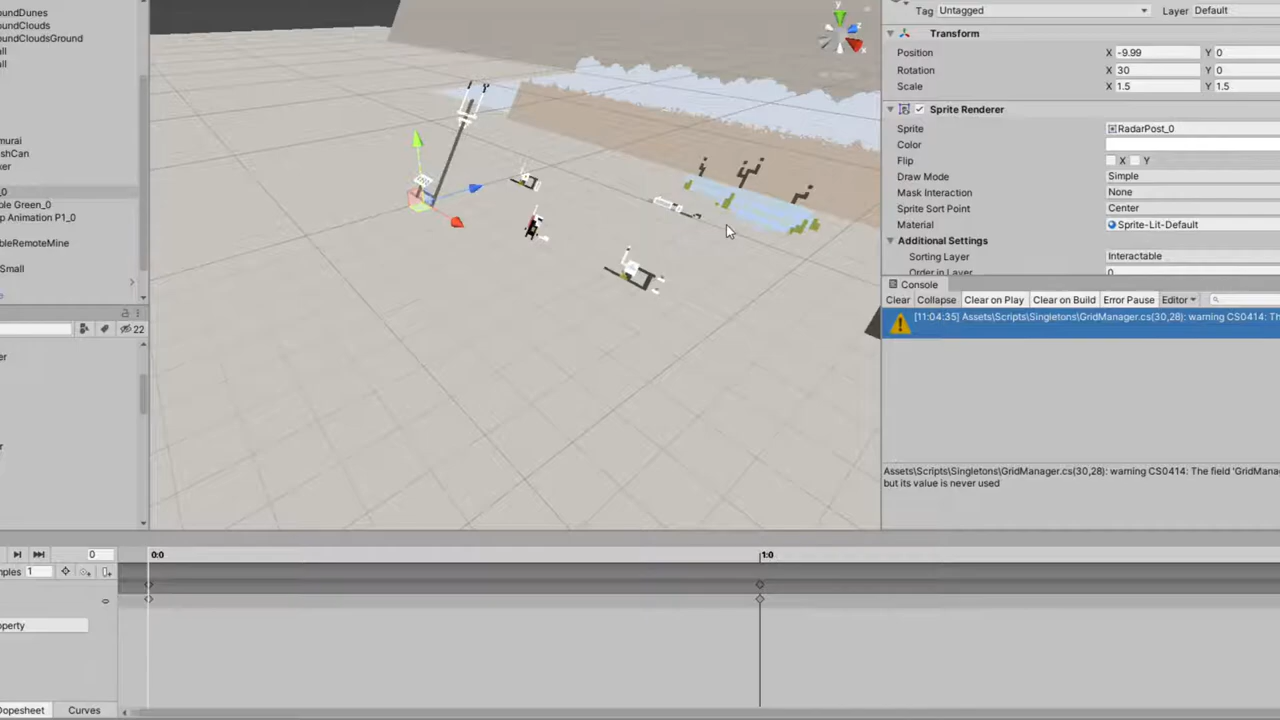 oundDunes
oundClouds
oundCloudsGround
all
all
murai
shCan
xer
_0
ble Green_0
p Animation P1_0
bleRemoteMine
Small
22
er
y
Tag Untagged Layer Default
Transform
Position X -9.99 Y 0
Rotation X 30 Y 0
Scale X 1.5 Y 1.5
Sprite Renderer
Sprite RadarPost_0
Color
Flip X Y
Draw Mode Simple
Mask Interaction None
Sprite Sort Point Center
Material Sprite-Lit-Default
Additional Settings
Sorting Layer Interactable
Order in Layer 0
Console
Clear Collapse Clear on Play Clear on Build Error Pause Editor
[11:04:35] Assets\Scripts\Singletons\GridManager.cs(30,28): warning CS0414: Th
Assets\Scripts\Singletons\GridManager.cs(30,28): warning CS0414: The field 'GridMana
but its value is never used
0 0:0 1:0
mples 1
operty
Dopesheet Curves